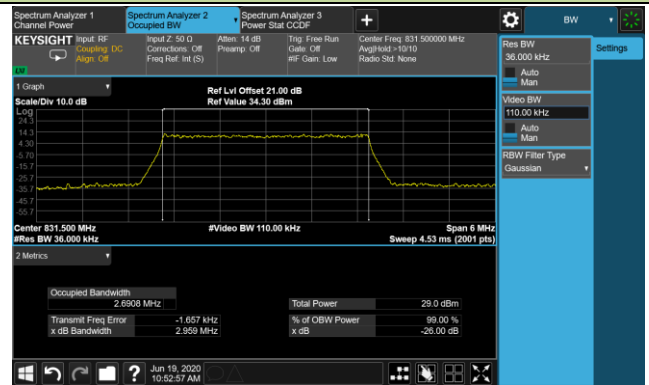 Spectrum Analyzer 1
Channel Power
Spectrum Analyzer 2
Occupied BW
Spectrum Analyzer 3
Power Stat CCDF
BW
KEYSIGHT
Input: RF
Coupling: DC
Align: Off
Input Z: 50 Ω
Corrections: Off
Freq Ref: Int (S)
Atten: 14 dB
Preamp: Off
Trig: Free Run
Gate: Off
#IF Gain: Low
Center Freq: 831.500000 MHz
Avg|Hold:>10/10
Radio Std: None
LW
Res BW
36.000 kHz
Auto
Man
Settings
Video BW
110.00 kHz
Auto
Man
RBW Filter Type
Gaussian
1 Graph
Scale/Div 10.0 dB
Ref Lvl Offset 21.00 dB
Ref Value 34.30 dBm
Log
24.3
14.3
4.30
-5.70
-15.7
-25.7
-35.7
-45.7
-55.7
Center 831.500 MHz
#Video BW 110.00 kHz
Span 6 MHz
#Res BW 36.000 kHz
Sweep 4.53 ms (2001 pts)
2 Metrics
Occupied Bandwidth
2.6908 MHz
Total Power 29.0 dBm
Transmit Freq Error -1.657 kHz
% of OBW Power 99.00 %
x dB Bandwidth 2.959 MHz
x dB -26.00 dB
?
Jun 19, 2020
10:52:57 AM